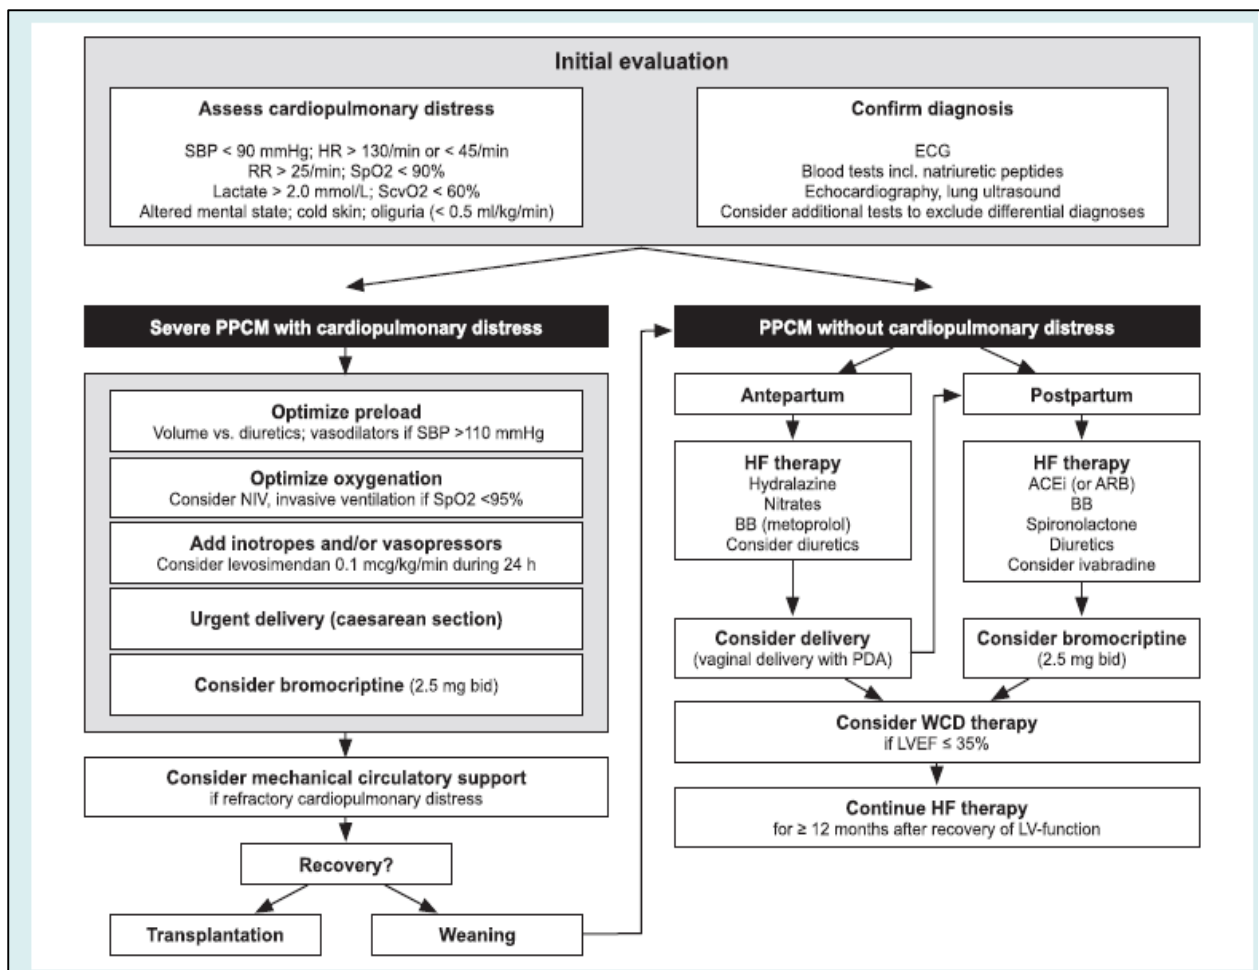 Initial evaluation
Assess cardiopulmonary distress
SBP < 90 mmHg; HR > 130/min or < 45/min
RR > 25/min; SpO2 < 90%
Lactate > 2.0 mmol/L; ScvO2 < 60%
Altered mental state; cold skin; oliguria (< 0.5 ml/kg/min)
Confirm diagnosis
ECG
Blood tests incl. natriuretic peptides
Echocardiography, lung ultrasound
Consider additional tests to exclude differential diagnoses
Severe PPCM with cardiopulmonary distress
Optimize preload
Volume vs. diuretics; vasodilators if SBP >110 mmHg
Optimize oxygenation
Consider NIV, invasive ventilation if SpO2 <95%
Add inotropes and/or vasopressors
Consider levosimendan 0.1 mcg/kg/min during 24 h
Urgent delivery (caesarean section)
Consider bromocriptine (2.5 mg bid)
Consider mechanical circulatory support
if refractory cardiopulmonary distress
Recovery?
Transplantation
Weaning
PPCM without cardiopulmonary distress
Antepartum
HF therapy
Hydralazine
Nitrates
BB (metoprolol)
Consider diuretics
Consider delivery
(vaginal delivery with PDA)
Postpartum
HF therapy
ACEi (or ARB)
BB
Spironolactone
Diuretics
Consider ivabradine
Consider bromocriptine
(2.5 mg bid)
Consider WCD therapy
if LVEF ≤ 35%
Continue HF therapy
for ≥ 12 months after recovery of LV-function